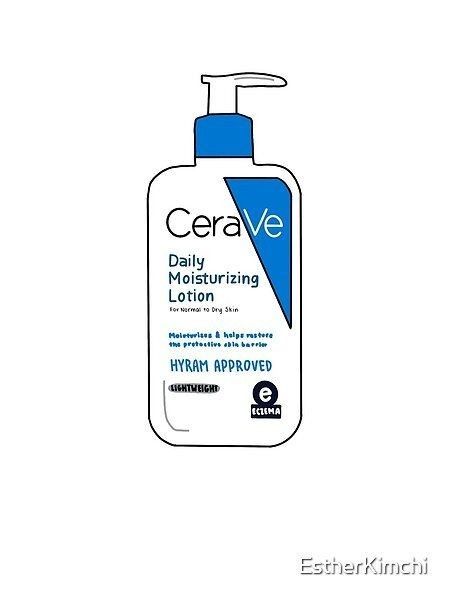 CeraVe
Daily
Moisturizing
Lotion
For Normal to Dry Skin
Moisturizes & helps restore
the protective skin barrier
HYRAM APPROVED
LIGHTWEIGHT
e
ECZEMA
EstherKimchi